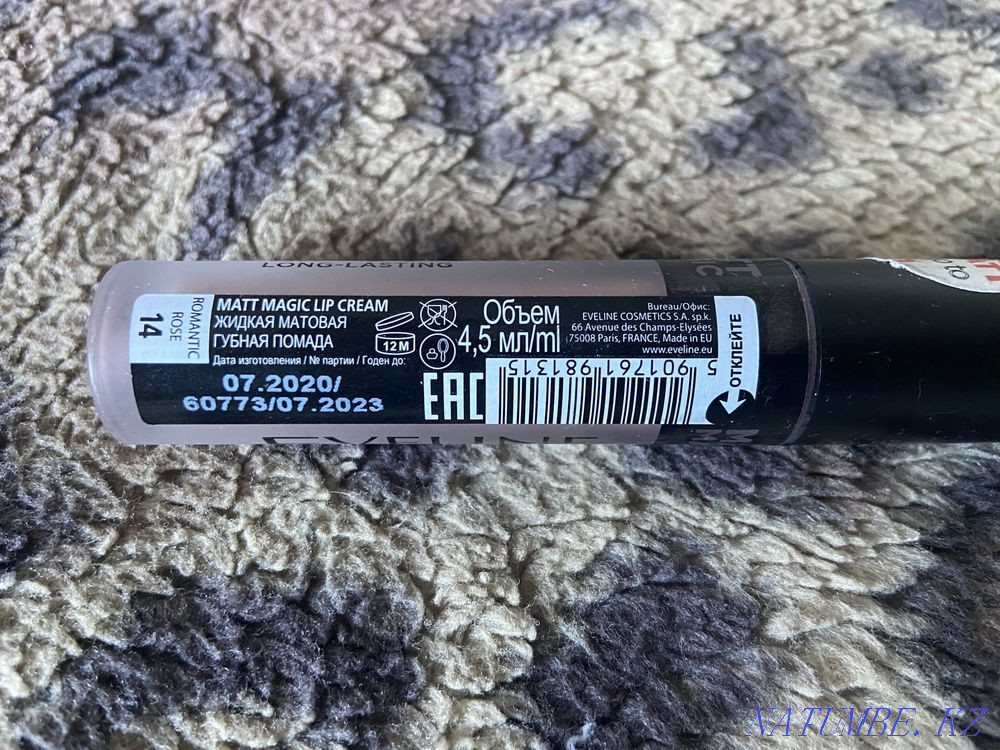 LONG-LASTING
14
ROMANTIC
ROSE
MATT MAGIC LIP CREAM
ЖИДКАЯ МАТОВАЯ
ГУБНАЯ ПОМАДА
Дата изготовления / № партии / Годен до:
07.2020/
60773/07.2023
12 M
Объем
4,5 мл/ml
EAC
Bureau/Офис:
EVELINE COSMETICS S.A. sp.k.
66 Avenue des Champs-Elysées
75008 Paris, FRANCE, Made in EU
www.eveline.eu
5 901761 981315
ОТКЛЕЙТЕ
EVELINE
NATUMBE.KZ